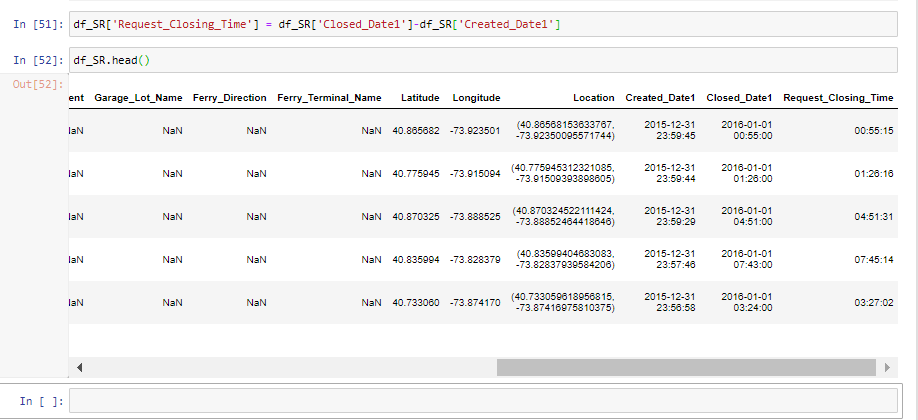 In [51]: df_SR['Request_Closing_Time'] = df_SR['Closed_Date1']-df_SR['Created_Date1']
In [52]: df_SR.head()
Out[52]:
ent Garage_Lot_Name Ferry_Direction Ferry_Terminal_Name Latitude Longitude Location Created_Date1 Closed_Date1 Request_Closing_Time
NaN NaN NaN NaN 40.865682 -73.923501 (40.86568153633767, -73.92350095571744) 2015-12-31 23:59:45 2016-01-01 00:55:00 00:55:15
NaN NaN NaN NaN 40.775945 -73.915094 (40.775945312321085, -73.91509393898605) 2015-12-31 23:59:44 2016-01-01 01:26:00 01:26:16
NaN NaN NaN NaN 40.870325 -73.888525 (40.870324522111424, -73.88852464418646) 2015-12-31 23:59:29 2016-01-01 04:51:00 04:51:31
NaN NaN NaN NaN 40.835994 -73.828379 (40.83599404683083, -73.82837939584206) 2015-12-31 23:57:46 2016-01-01 07:43:00 07:45:14
NaN NaN NaN NaN 40.733060 -73.874170 (40.733059618956815, -73.87416975810375) 2015-12-31 23:56:58 2016-01-01 03:24:00 03:27:02
In [ ]: